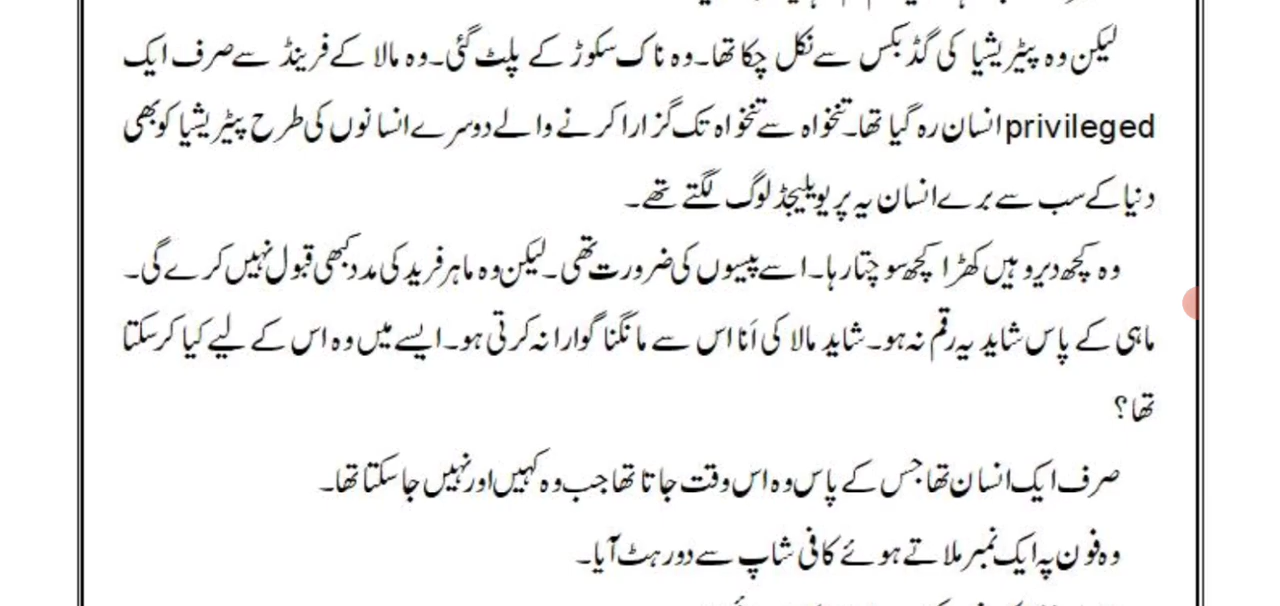 لیکن وہ پیٹریشیا کی گڈ بکس سے نکل چکا تھا۔وہ ناک سکوڑ کے پلٹ گئی۔وہ مالا کے فرینڈ سے صرف ایک
privileged انسان رہ گیا تھا۔تنخواہ سے تنخواہ تک گزارا کرنے والے دوسرے انسانوں کی طرح پیٹریشیا کو بھی
دنیا کے سب سے برے انسان یہ پریویلیجڈ لوگ لگتے تھے۔
وہ کچھ دیر وہیں کھڑا کچھ سوچتا رہا۔اسے پیسوں کی ضرورت تھی۔لیکن وہ ماہر فرید کی مدد کبھی قبول نہیں کرے گی۔
ماہی کے پاس شاید یہ رقم نہ ہو۔شاید مالا کی اَنا اس سے مانگنا گوارا نہ کرتی ہو۔ایسے میں وہ اس کے لیے کیا کر سکتا
تھا؟
صرف ایک انسان تھا جس کے پاس وہ اس وقت جاتا تھا جب وہ کہیں اور نہیں جا سکتا تھا۔
وہ فون پہ ایک نمبر ملاتے ہوئے کافی شاپ سے دور ہٹ آیا۔